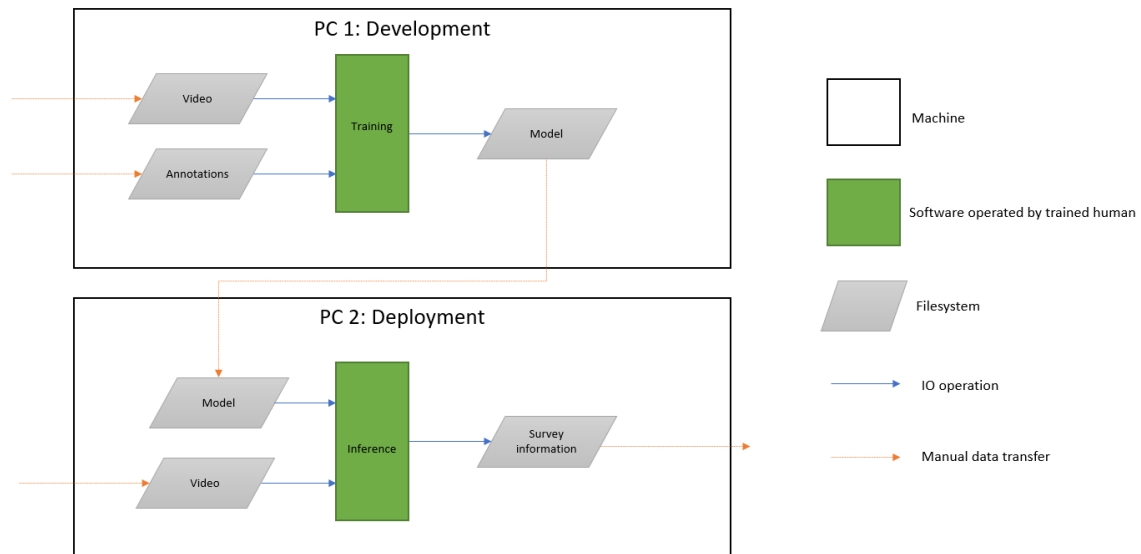 PC 1: Development
Video
Training
Annotations
Model
PC 2: Deployment
Model
Inference
Video
Survey
information
Machine
Software operated by trained human
Filesystem
IO operation
Manual data transfer